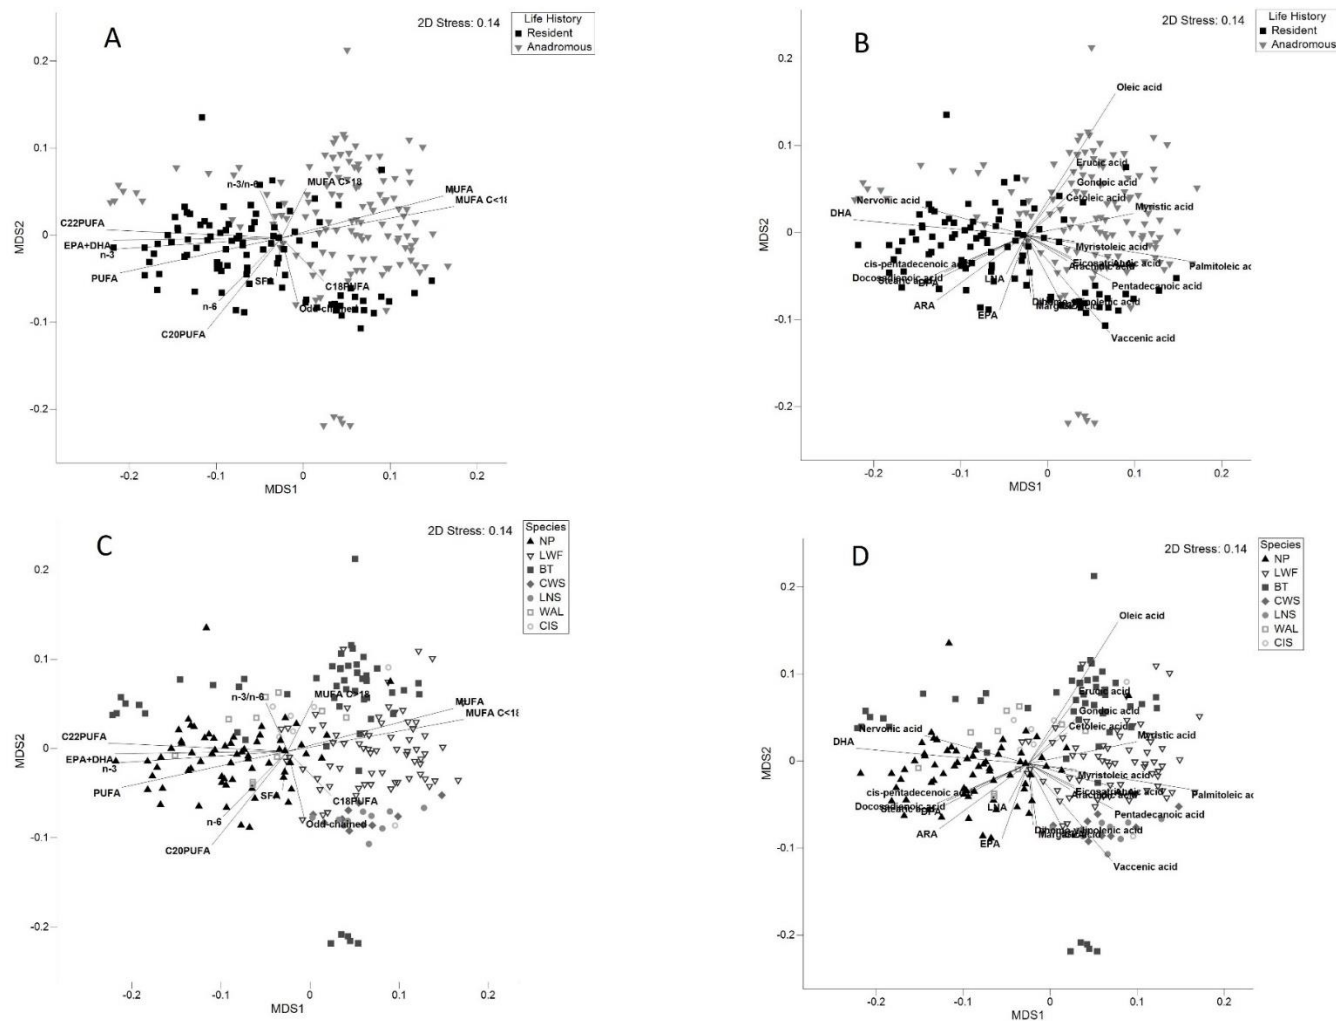 A
2D Stress: 0.14
Life History
Resident
Anadromous
0.2
0.1
0
-0.1
-0.2
MDS2
n-3/n-6
MUFA C>18
MUFA
MUFA C<18
C22PUFA
EPA+DHA
n-3
PUFA
n-6
C18PUFA
Odd-chained
C20PUFA
-0.2
-0.1
0
0.1
0.2
MDS1
B
2D Stress: 0.14
Life History
Resident
Anadromous
0.2
0.1
0
-0.1
-0.2
MDS2
Oleic acid
Erucic acid
Gondoic acid
Cetoleic acid
Nervonic acid
Myristic acid
DHA
Myristoleic acid
Palmitoleic ac
cis-pentadecenoic acid
Docosadienoic acid
Pentadecanoic acid
LNA
ARA
EPA
Vaccenic acid
-0.2
-0.1
0
0.1
0.2
MDS1
C
2D Stress: 0.14
Species
NP
LWF
BT
CWS
LNS
WAL
CIS
0.2
0.1
0
-0.1
-0.2
MDS2
n-3/n-6
MUFA C>18
MUFA
MUFA C<18
C22PUFA
EPA+DHA
n-3
PUFA
SFA
n-6
C18PUFA
Odd-chained
C20PUFA
-0.2
-0.1
0
0.1
0.2
MDS1
D
2D Stress: 0.14
Species
NP
LWF
BT
CWS
LNS
WAL
CIS
0.2
0.1
0
-0.1
-0.2
MDS2
Oleic acid
Erucic acid
Gondoic acid
Cetoleic acid
Nervonic acid
Myristic acid
DHA
Myristoleic acid
Palmitoleic ac
cis-pentadecenoic acid
Docosadienoic acid
Pentadecanoic acid
LNA
ARA
EPA
Vaccenic acid
-0.2
-0.1
0
0.1
0.2
MDS1